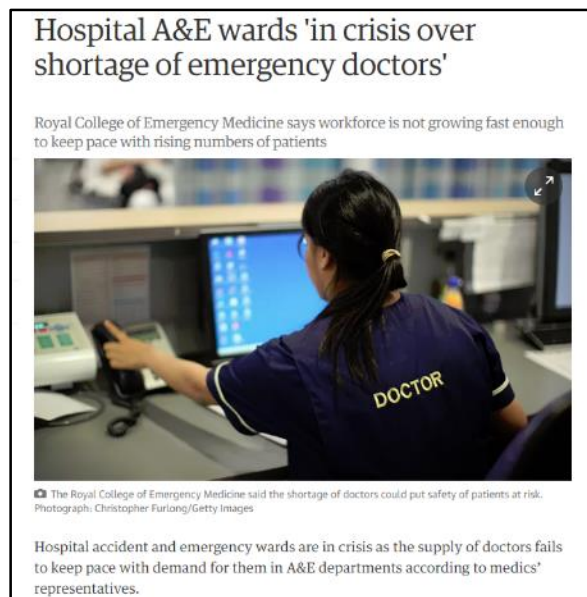 Hospital A&E wards 'in crisis over
shortage of emergency doctors'
Royal College of Emergency Medicine says workforce is not growing fast enough
to keep pace with rising numbers of patients
DOCTOR
The Royal College of Emergency Medicine said the shortage of doctors could put safety of patients at risk.
Photograph: Christopher Furlong/Getty Images
Hospital accident and emergency wards are in crisis as the supply of doctors fails
to keep pace with demand for them in A&E departments according to medics'
representatives.